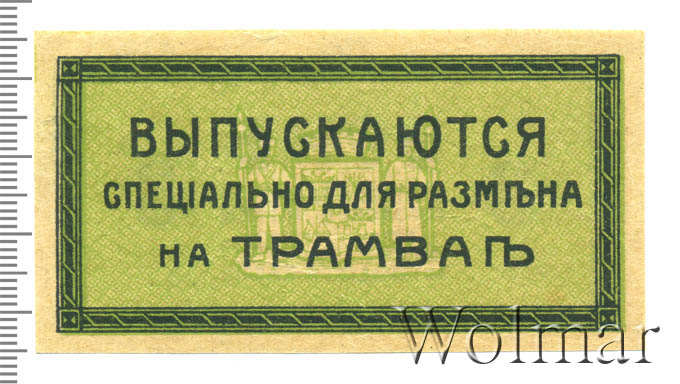 ВЫПУСКАЮТСЯ
СПЕЦІАЛЬНО ДЛЯ РАЗМѢНА
НА ТРАМВАѢ
Wolmar